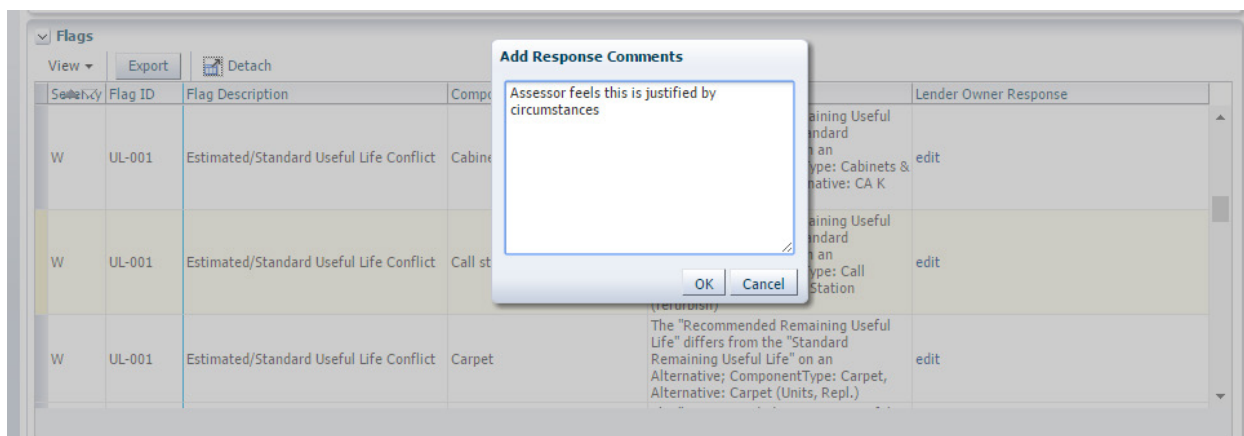 Flags
View Export Detach
Flag ID Flag Description Lender Owner Response
Add Response Comments
Assessor feels this is justified by
circumstances
OK Cancel
W UL-001 Estimated/Standard Useful Life Conflict edit
W UL-001 Estimated/Standard Useful Life Conflict edit
Station
W UL-001 Estimated/Standard Useful Life Conflict Carpet
The "Recommended Remaining Useful
Life" differs from the "Standard
Remaining Useful Life" on an
Alternative; ComponentType: Carpet,
Alternative: Carpet (Units, Repl.)
edit